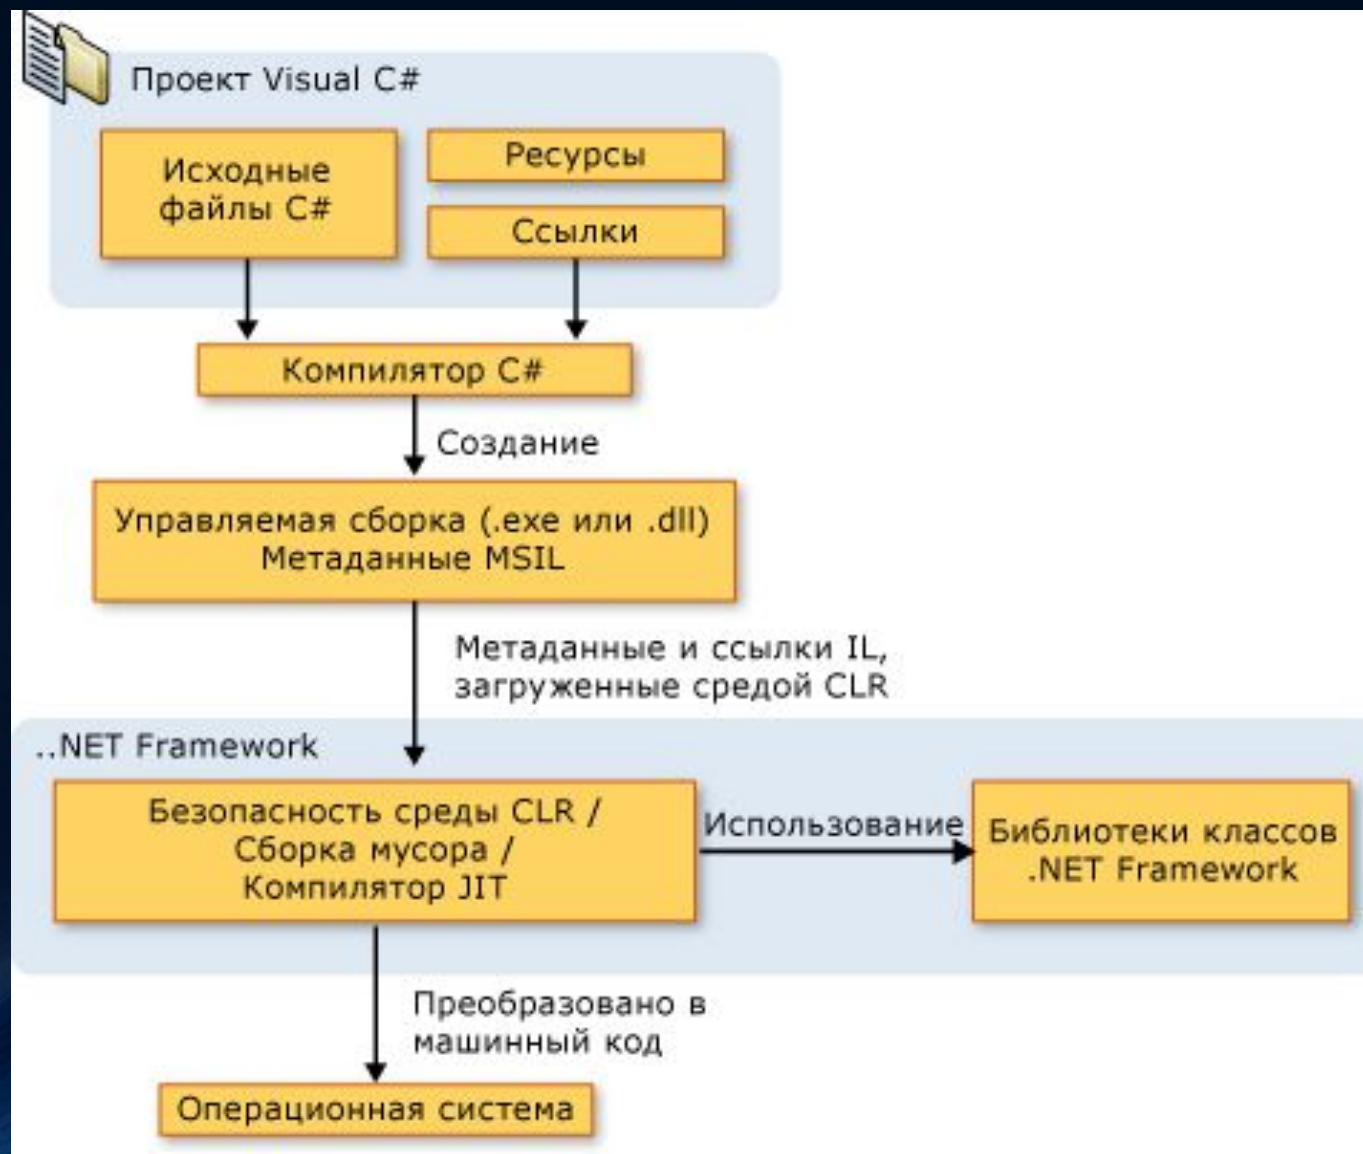 Проект Visual C#
Исходные
файлы C#
Ресурсы
Ссылки
Компилятор C#
Создание
Управляемая сборка (.exe или .dll)
Метаданные MSIL
Метаданные и ссылки IL,
загруженные средой CLR
..NET Framework
Безопасность среды CLR /
Сборка мусора /
Компилятор JIT
Использование
Библиотеки классов
.NET Framework
Преобразовано в
машинный код
Операционная система